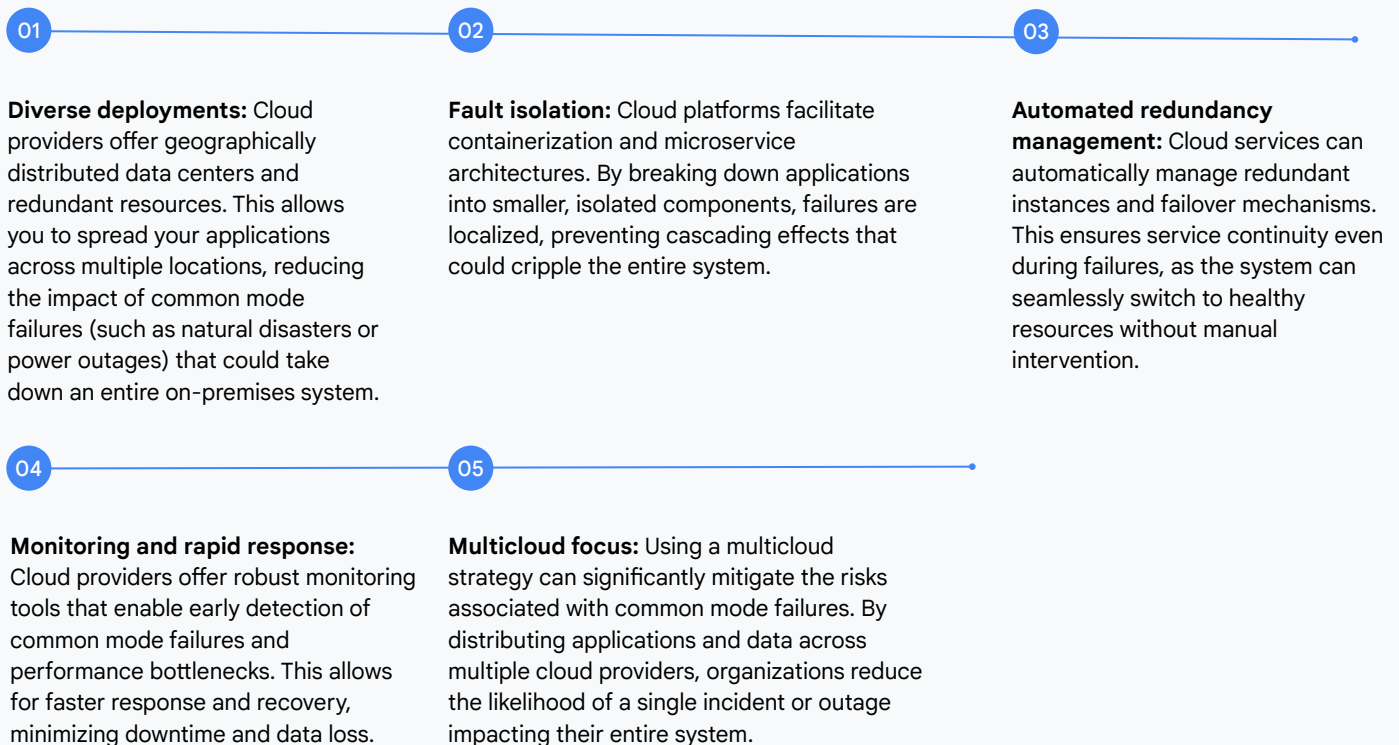 01
Diverse deployments: Cloud
providers offer geographically
distributed data centers and
redundant resources. This allows
you to spread your applications
across multiple locations, reducing
the impact of common mode
failures (such as natural disasters or
power outages) that could take
down an entire on-premises system.
02
Fault isolation: Cloud platforms facilitate
containerization and microservice
architectures. By breaking down applications
into smaller, isolated components, failures are
localized, preventing cascading effects that
could cripple the entire system.
03
Automated redundancy
management: Cloud services can
automatically manage redundant
instances and failover mechanisms.
This ensures service continuity even
during failures, as the system can
seamlessly switch to healthy
resources without manual
intervention.
04
Monitoring and rapid response:
Cloud providers offer robust monitoring
tools that enable early detection of
common mode failures and
performance bottlenecks. This allows
for faster response and recovery,
minimizing downtime and data loss.
05
Multicloud focus: Using a multicloud
strategy can significantly mitigate the risks
associated with common mode failures. By
distributing applications and data across
multiple cloud providers, organizations reduce
the likelihood of a single incident or outage
impacting their entire system.